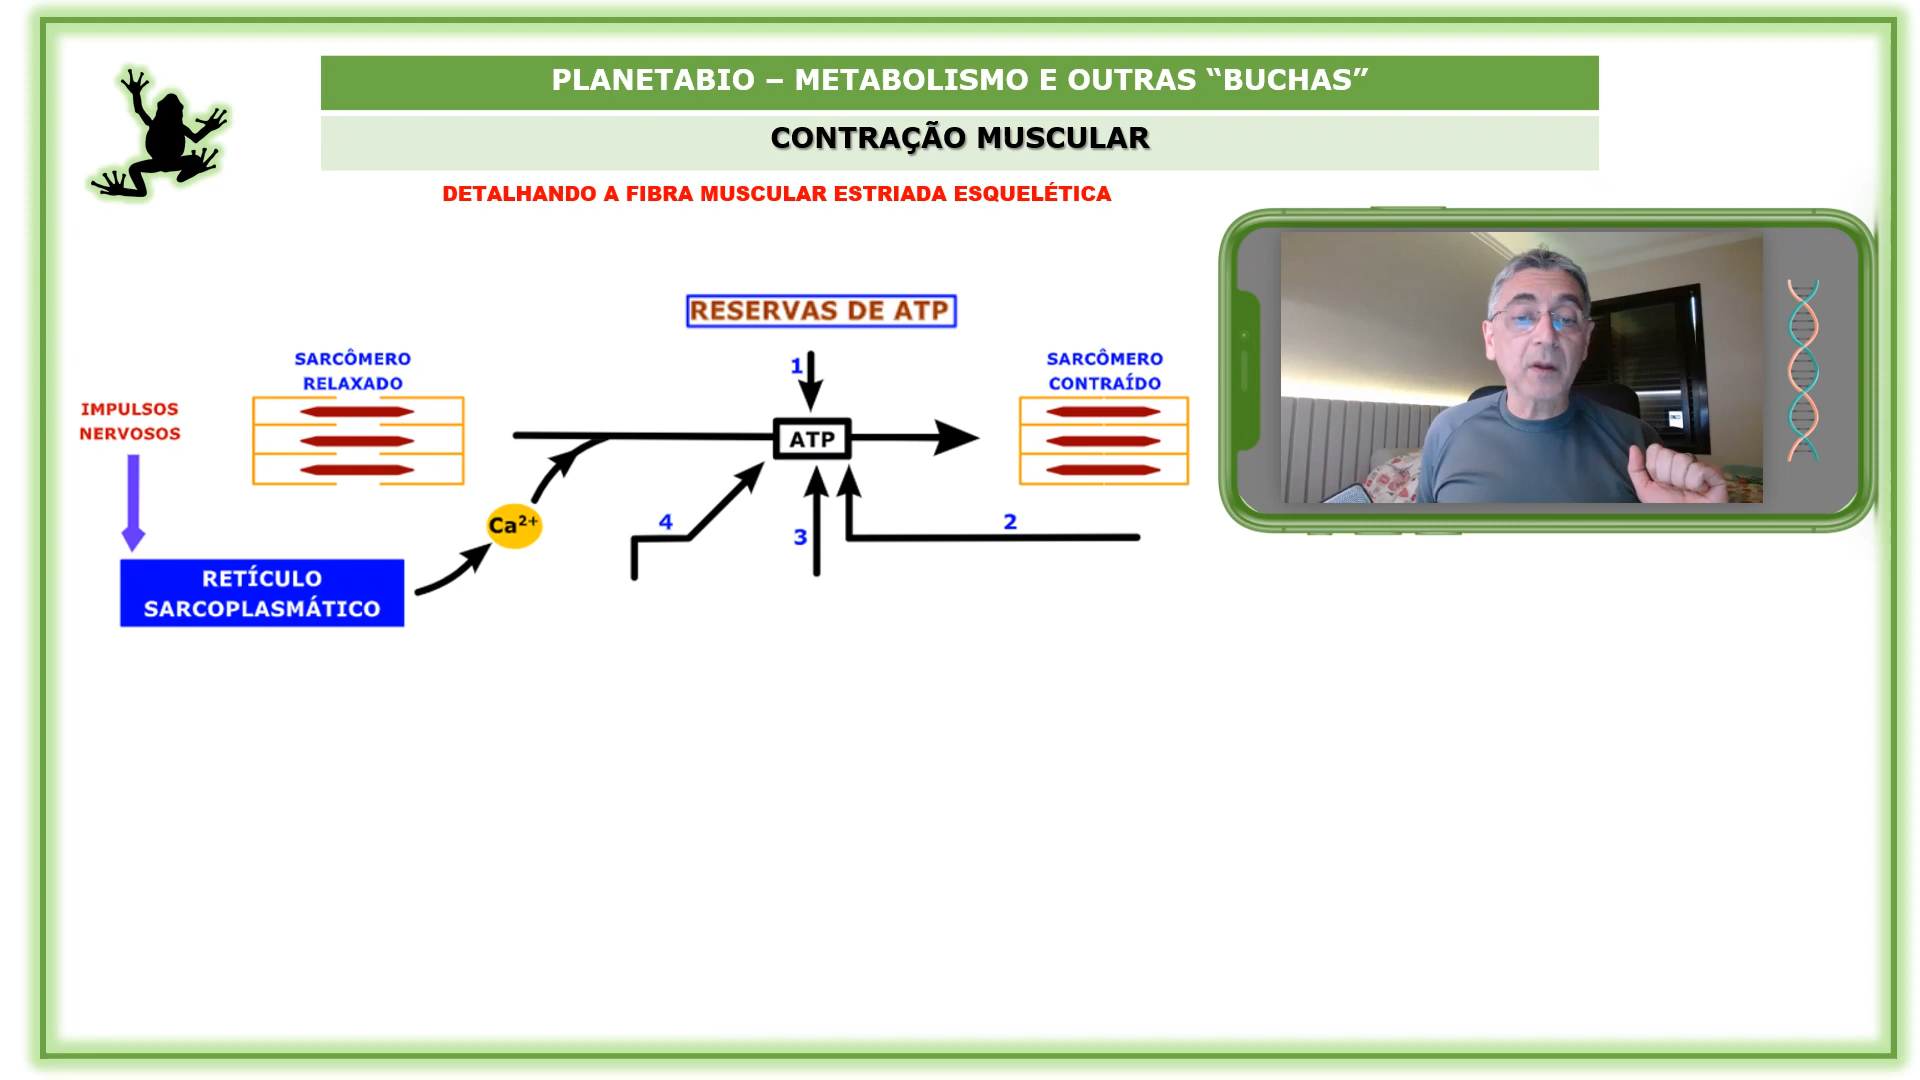 PLANETABIO – METABOLISMO E OUTRAS “BUCHAS”
CONTRAÇÃO MUSCULAR
DETALHANDO A FIBRA MUSCULAR ESTRIADA ESQUELÉTICA
RESERVAS DE ATP
1
SARCÔMERO
RELAXADO
SARCÔMERO
CONTRAÍDO
IMPULSOS
NERVOSOS
ATP
Ca²⁺
4
3
2
RETÍCULO
SARCOPLASMÁTICO